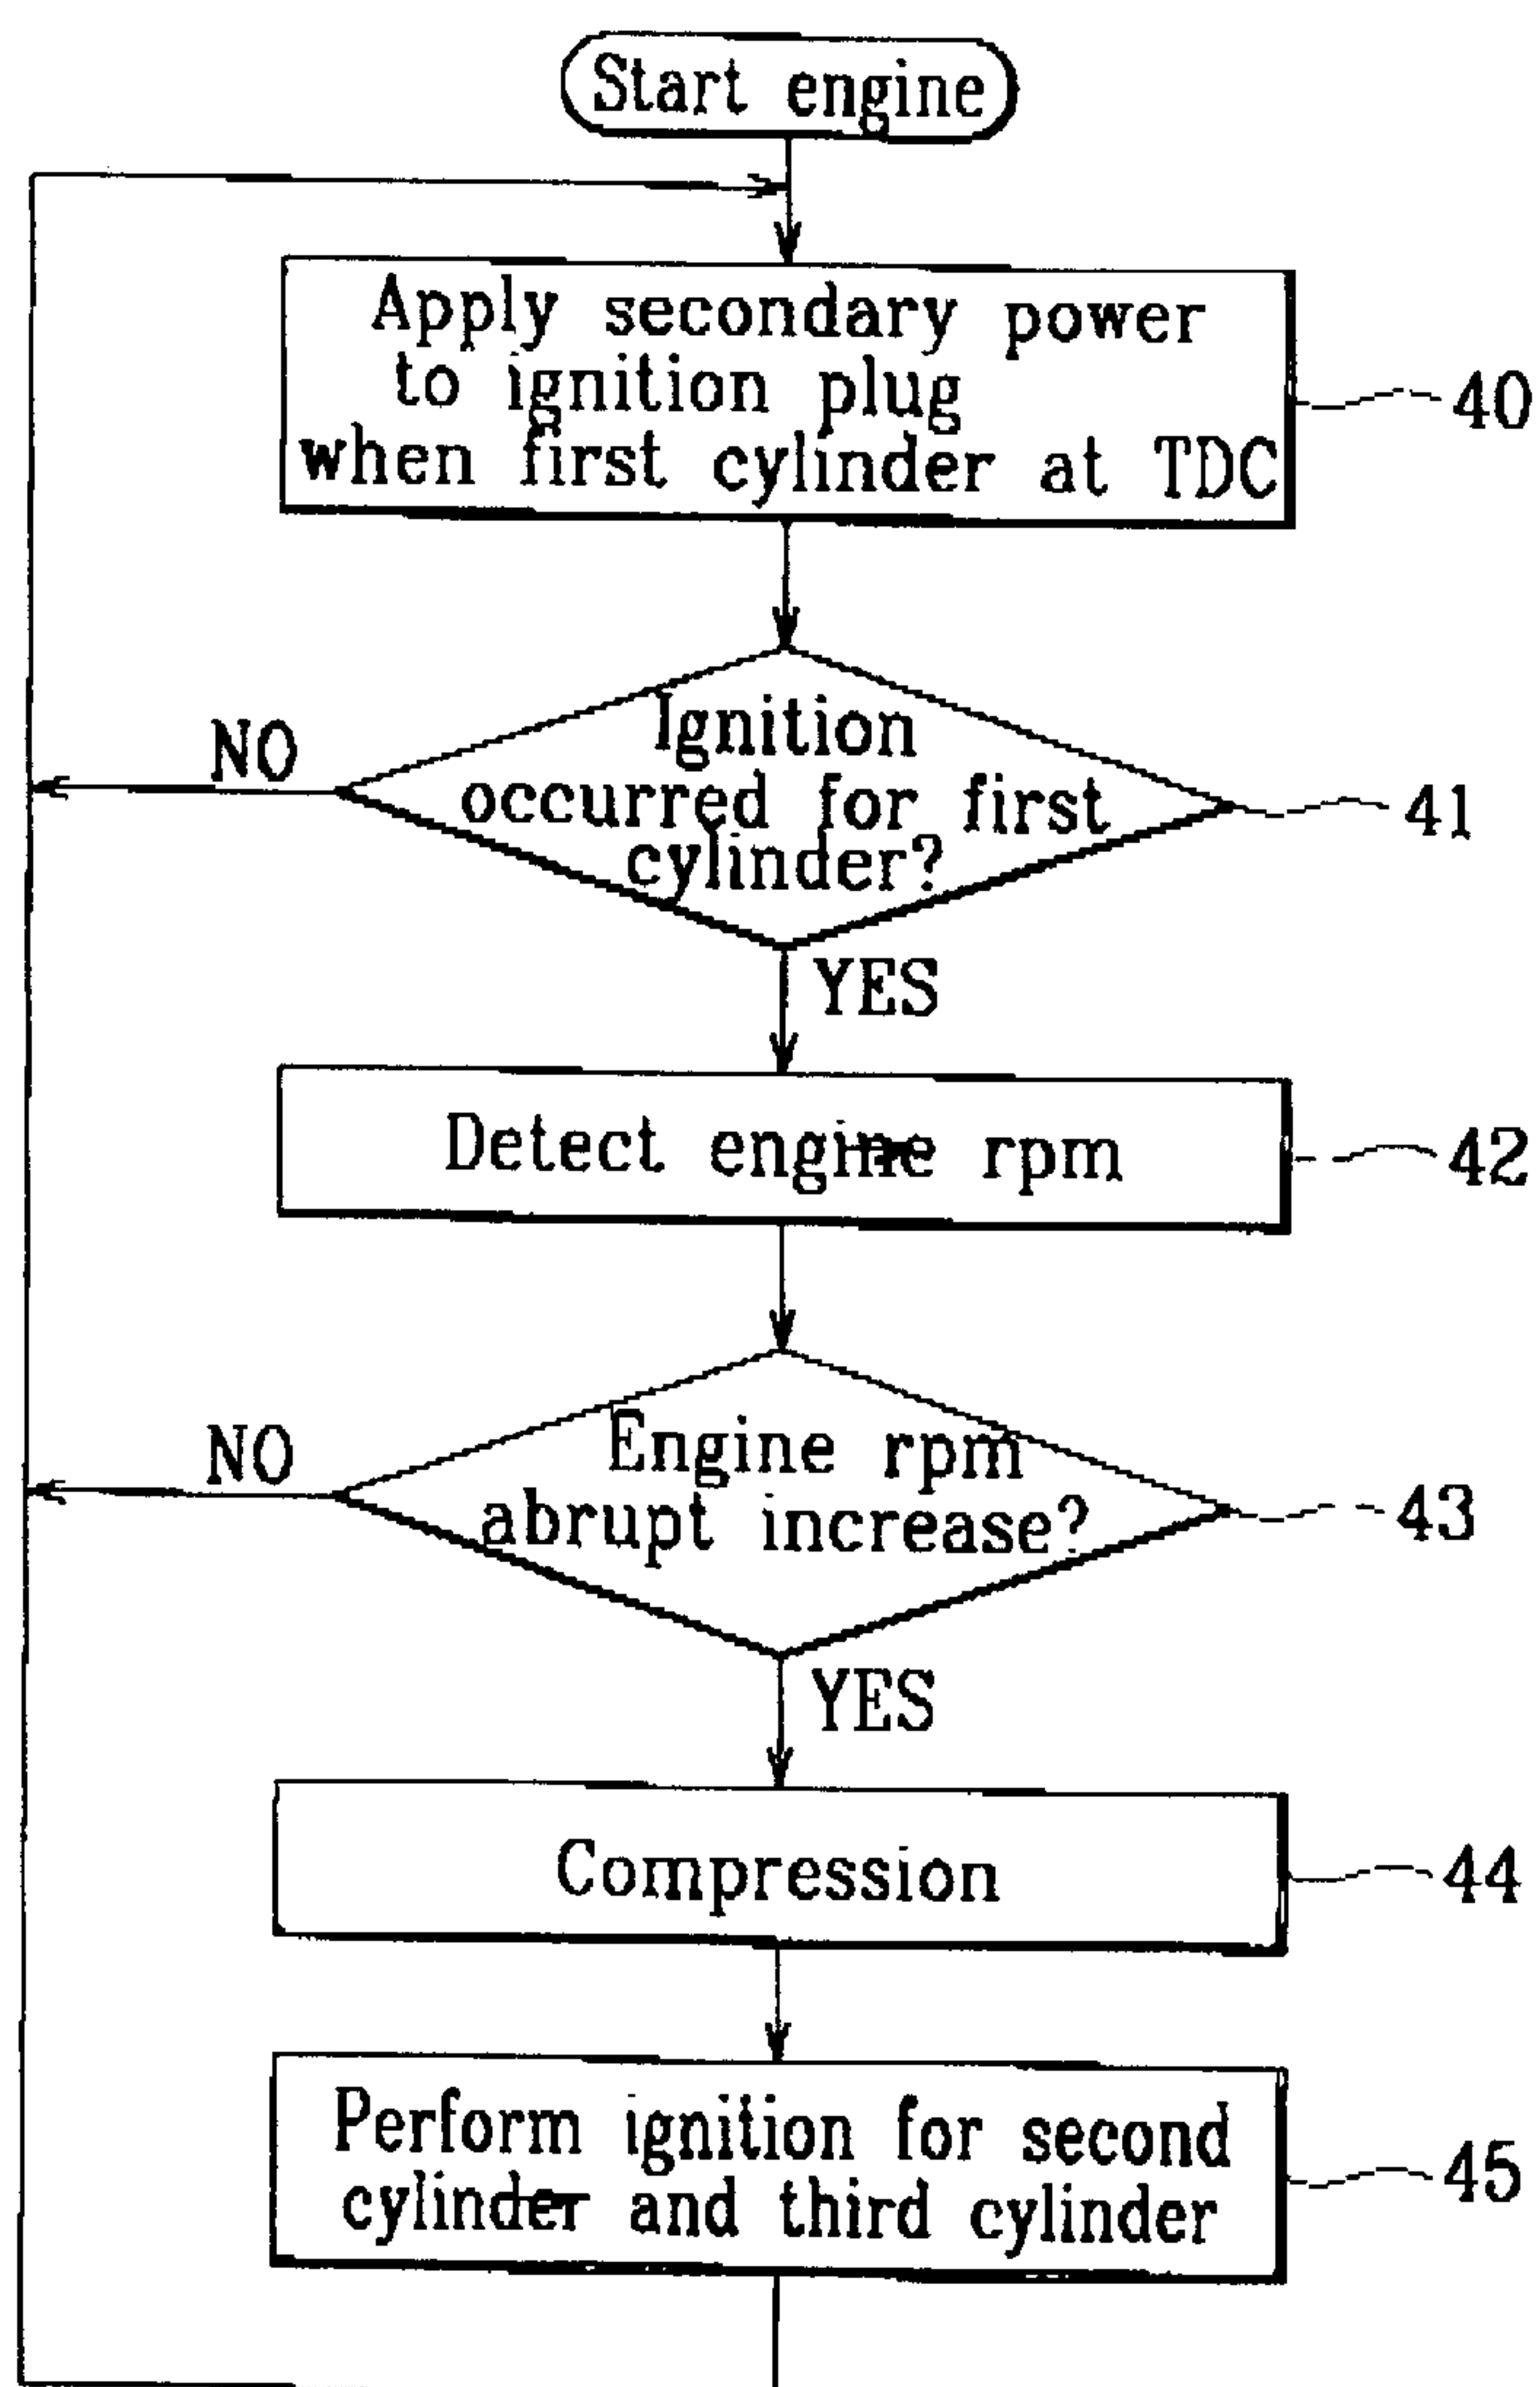 Start engine
Apply secondary power
to ignition plug
when first cylinder at TDC
40
Ignition
occurred for first
cylinder?
41
NO
YES
Detect engine rpm
42
Engine rpm
abrupt increase?
43
NO
YES
Compression
44
Perform ignition for second
cylinder and third cylinder
45